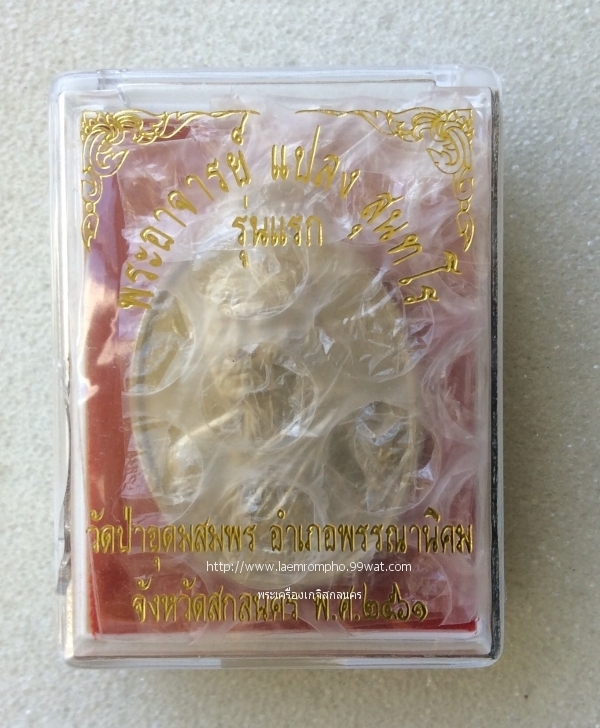 พระอาจารย์ แปลง สุนฺทโร
รุ่นแรก
วัดป่าอุดมสมพร อำเภอพรรณานิคม
http://www.laemrompho.99wat.com
พระเครื่องเภจิสกลนคร
จังหวัดสกลนคร พ.ศ.๒๕๖๑